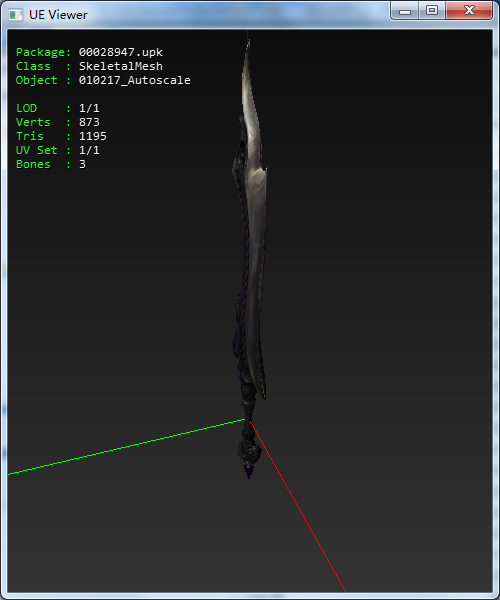 UE Viewer
Package: 00028947.upk
Class  : SkeletalMesh
Object : 010217_Autoscale
LOD    : 1/1
Verts  : 873
Tris   : 1195
UV Set : 1/1
Bones  : 3